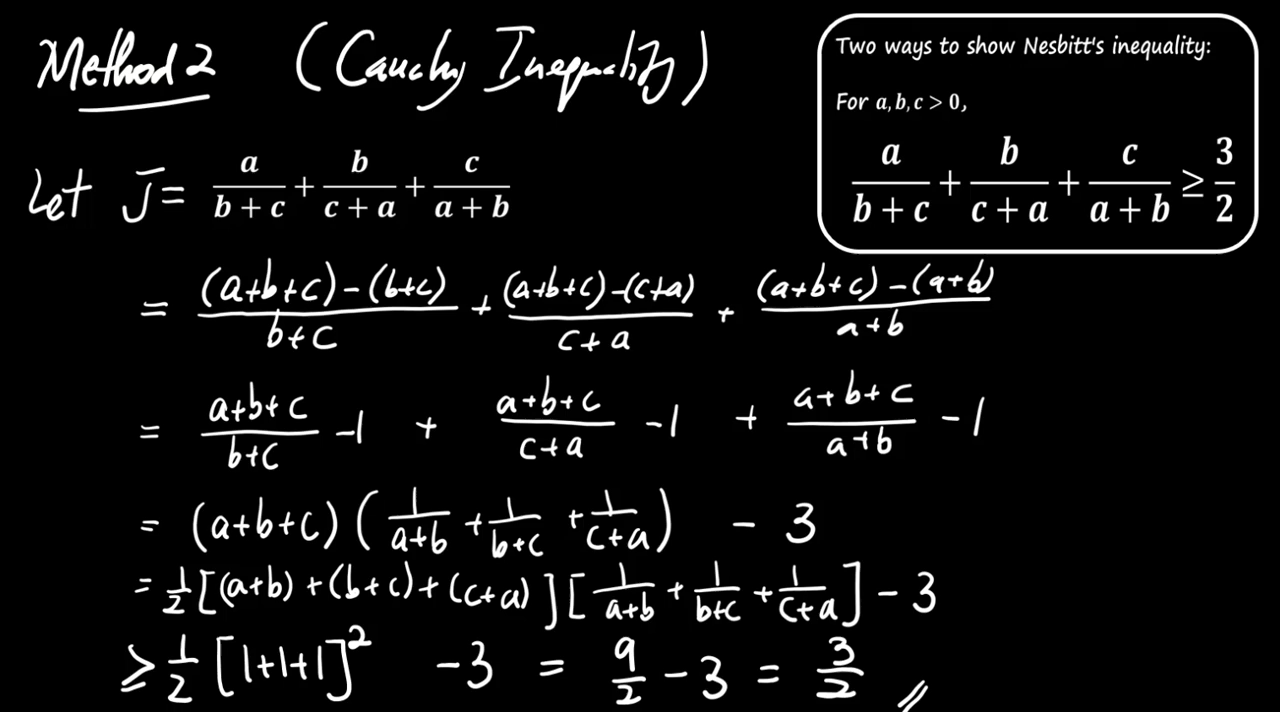 Method 2 (Cauchy Inequality)
Two ways to show Nesbitt's inequality:
For a, b, c > 0,
a/(b + c) + b/(c + a) + c/(a + b) ≥ 3/2
Let J = a/(b + c) + b/(c + a) + c/(a + b)
= ((a+b+c) - (b+c))/(b+c) + ((a+b+c) - (c+a))/(c+a) + ((a+b+c) - (a+b))/(a+b)
= (a+b+c)/(b+c) - 1 + (a+b+c)/(c+a) - 1 + (a+b+c)/(a+b) - 1
= (a+b+c)(1/(a+b) + 1/(b+c) + 1/(c+a)) - 3
= 1/2 [(a+b) + (b+c) + (c+a)] [1/(a+b) + 1/(b+c) + 1/(c+a)] - 3
≥ 1/2 [1+1+1]² - 3 = 9/2 - 3 = 3/2 //